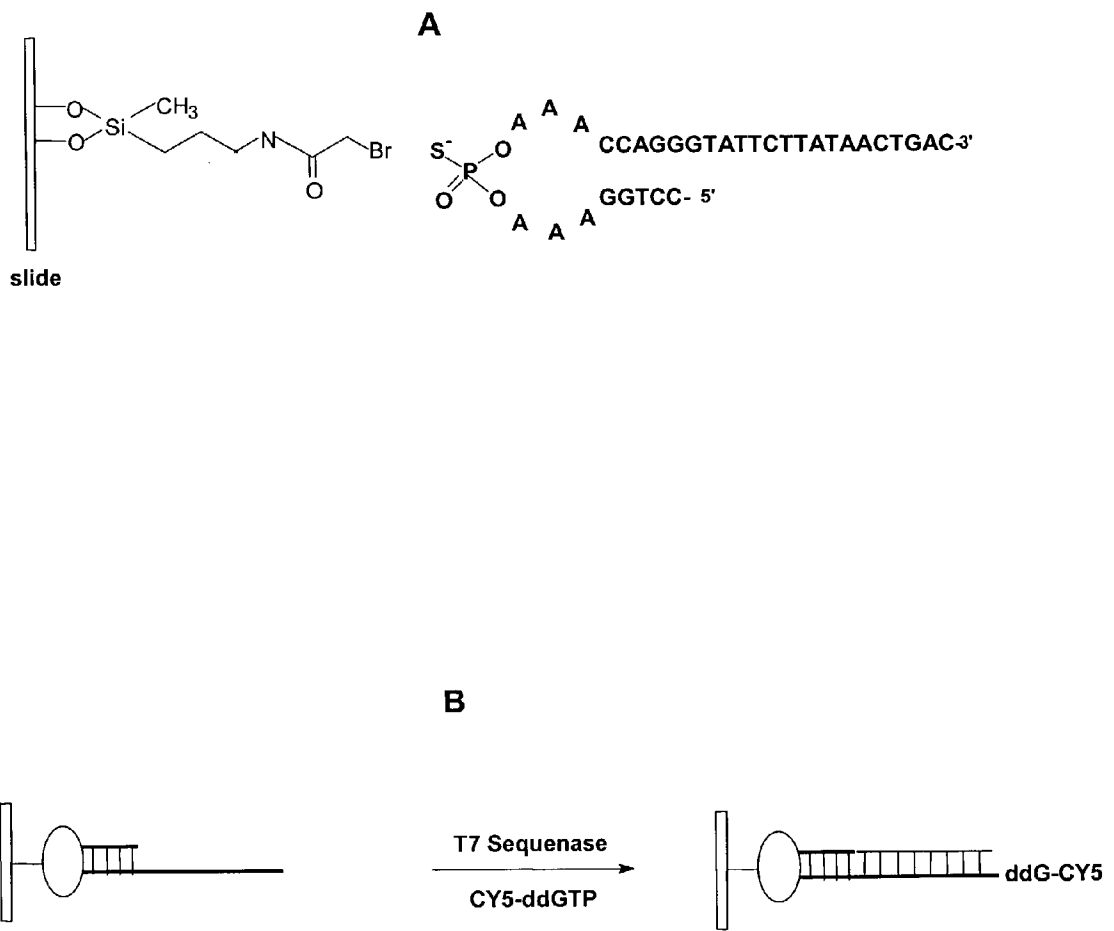 A
O
O
Si
CH3
N
O
Br
S-
P
O
O
O
A
A
A
CCAGGGTATTCTTATAACTGAC-3'
A
A
A
GGTCC- 5'
slide
B
T7 Sequenase
CY5-ddGTP
ddG-CY5